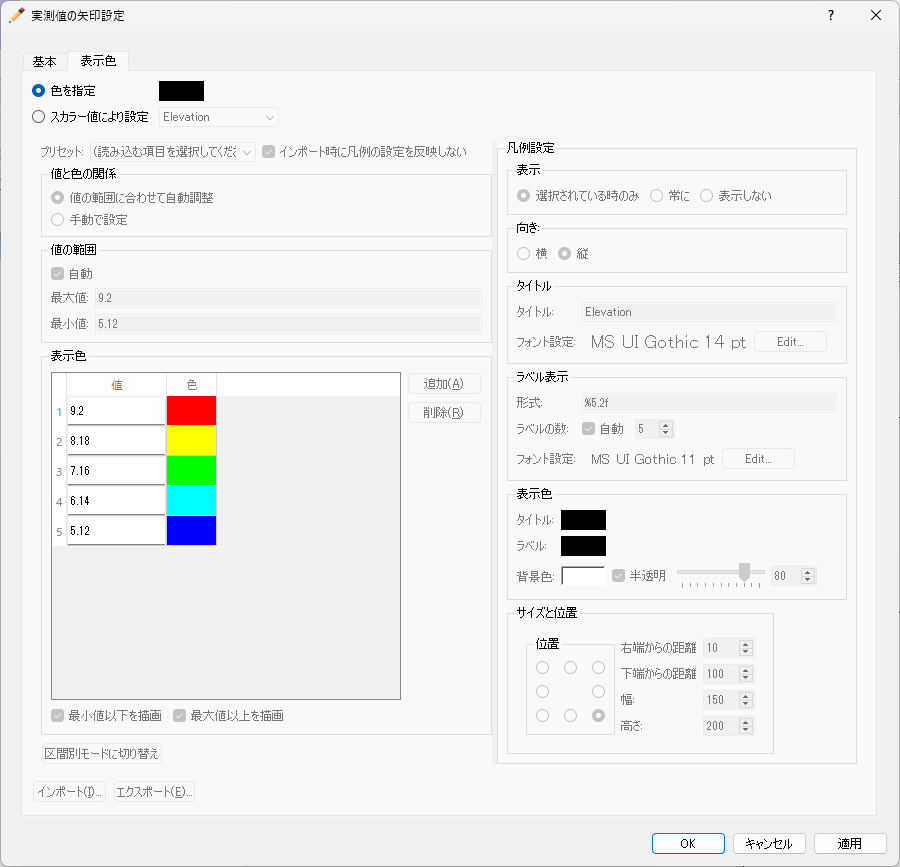 実測値の矢印設定
?
基本 表示色
色を指定
スカラー値により設定 Elevation
プリセット: (読み込む項目を選択してくだ インポート時に凡例の設定を反映しない
値と色の関係
値の範囲に合わせて自動調整
手動で設定
値の範囲
自動
最大値: 9.2
最小値: 5.12
表示色
値 色
1 9.2
2 8.18
3 7.16
4 6.14
5 5.12
追加(A)
削除(R)
最小値以下を描画 最大値以上を描画
区間別モードに切り替え
インポート(I)... エクスポート(E)...
凡例設定
表示
選択されている時のみ 常に 表示しない
向き:
横 縦
タイトル
タイトル: Elevation
フォント設定: MS UI Gothic 14 pt Edit...
ラベル表示
形式: %5.2f
ラベルの数: 自動 5
フォント設定: MS UI Gothic 11 pt Edit...
表示色
タイトル:
ラベル:
背景色: 半透明 80
サイズと位置
位置
右端からの距離 10
下端からの距離 100
幅: 150
高さ: 200
OK キャンセル 適用